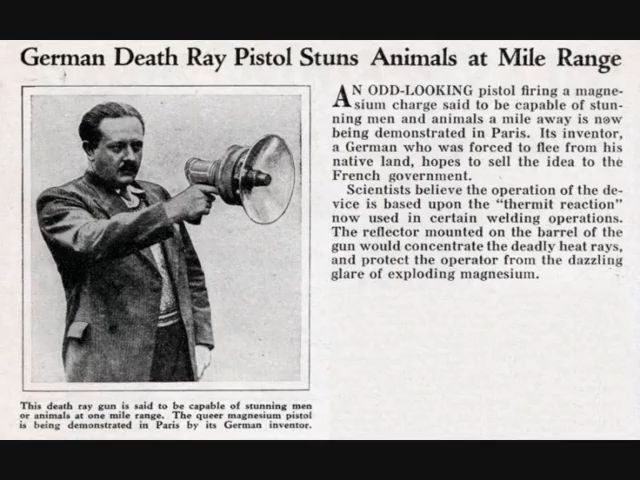 German Death Ray Pistol Stuns Animals at Mile Range
AN ODD-LOOKING pistol firing a magne-
sium charge said to be capable of stun-
ning men and animals a mile away is now
being demonstrated in Paris. Its inventor,
a German who was forced to flee from his
native land, hopes to sell the idea to the
French government.
Scientists believe the operation of the de-
vice is based upon the “thermit reaction”
now used in certain welding operations.
The reflector mounted on the barrel of the
gun would concentrate the deadly heat rays,
and protect the operator from the dazzling
glare of exploding magnesium.
This death ray gun is said to be capable of stunning men
or animals at one mile range. The queer magnesium pistol
is being demonstrated in Paris by its German inventor.